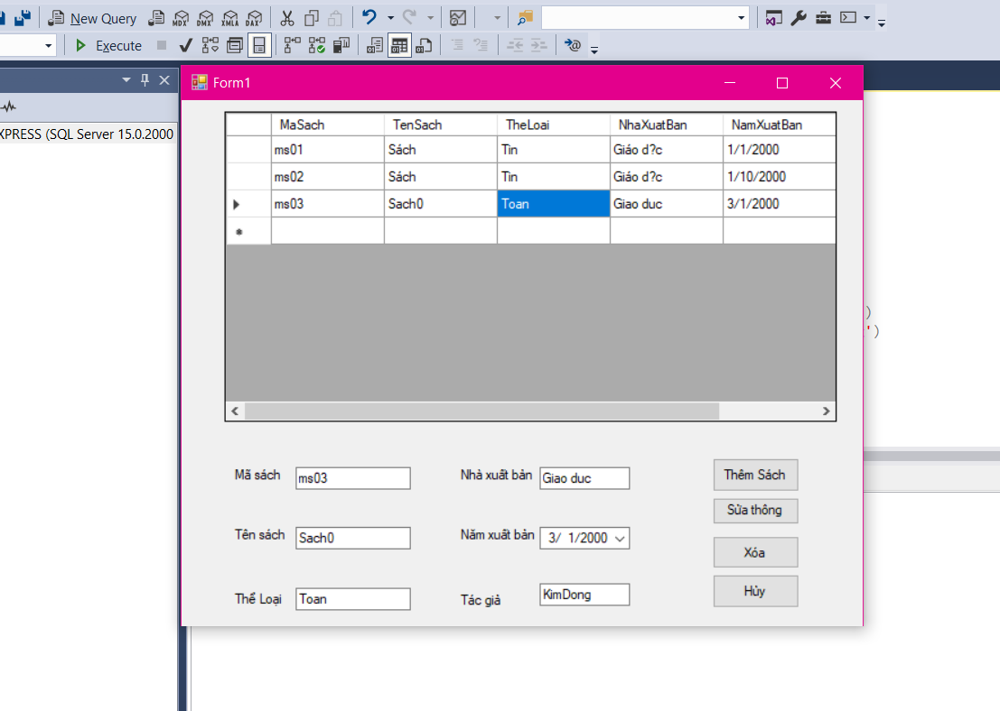 New Query MDX DMX XMLA DAX
Execute
Form1
XPRESS (SQL Server 15.0.2000
MaSach TenSach TheLoai NhaXuatBan NamXuatBan
ms01 Sách Tin Giáo d?c 1/1/2000
ms02 Sách Tin Giáo d?c 1/10/2000
ms03 Sach0 Toan Giao duc 3/1/2000
)
')
Mã sách ms03 Nhà xuất bản Giao duc Thêm Sách
Sửa thông
Tên sách Sach0 Năm xuất bản 3/ 1/2000
Xóa
Thể Loại Toan Tác giả KimDong Hủy